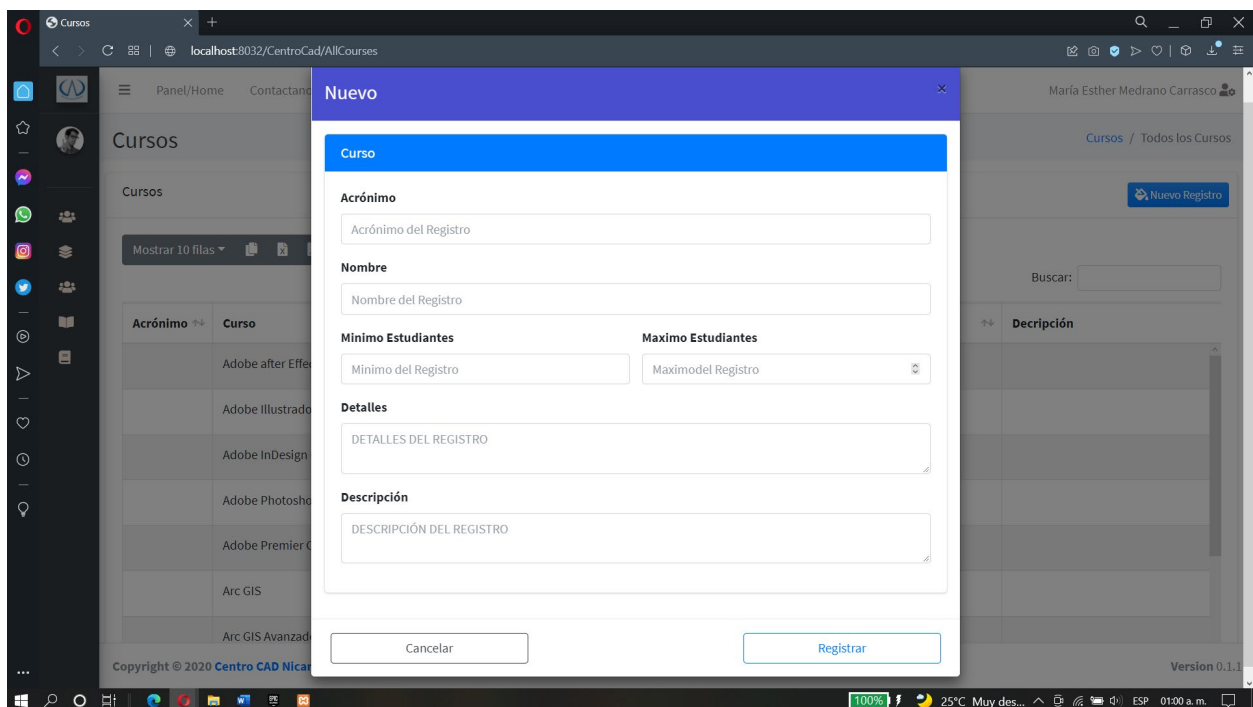 Cursos
localhost:8032/CentroCad/AllCourses
Panel/Home Contactano
Nuevo
María Esther Medrano Carrasco
Cursos
Cursos / Todos los Cursos
Curso
Cursos
Nuevo Registro
Acrónimo
Acrónimo del Registro
Mostrar 10 filas
Nombre
Buscar:
Nombre del Registro
Acrónimo Curso
Decripción
Minimo Estudiantes Maximo Estudiantes
Minimo del Registro Maximodel Registro
Adobe after Effec
Detalles
Adobe Illustrado
DETALLES DEL REGISTRO
Adobe InDesign
Descripción
Adobe Photosho
DESCRIPCIÓN DEL REGISTRO
Adobe Premier C
Arc GIS
Arc GIS Avanzado
Cancelar Registrar
Copyright © 2020 Centro CAD Nicar
Version 0.1.1
100% 25°C Muy des... ESP 01:00 a. m.